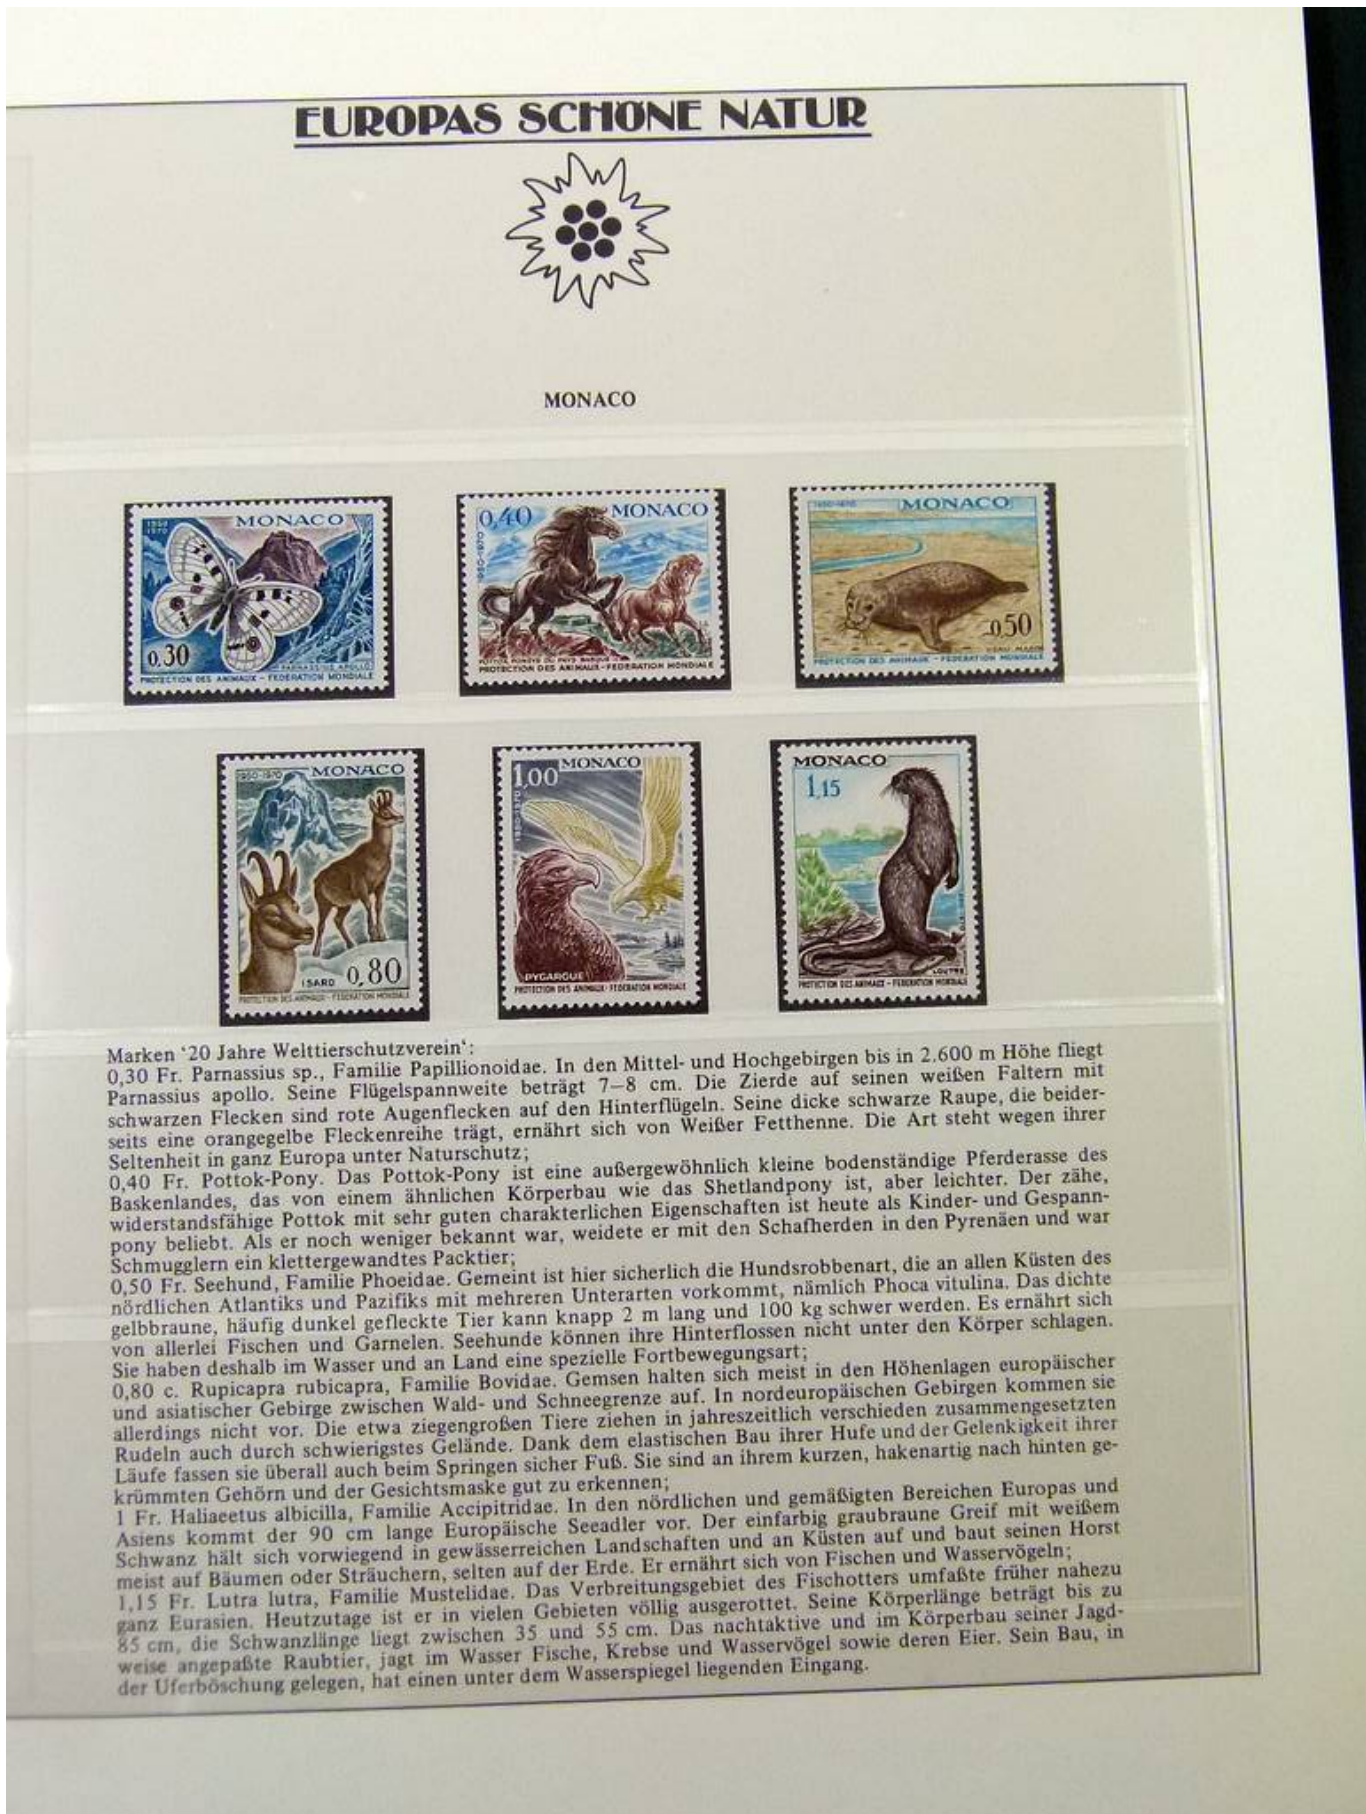 EUROPAS SCHÖNE NATUR
MONACO
1950
1970
MONACO
0,30
PARNASSIUS APOLLO
PROTECTION DES ANIMAUX - FEDERATION MONDIALE
0,40
MONACO
1950-1970
PROTECTION DES ANIMAUX - FEDERATION MONDIALE
1950-1970
MONACO
0,50
PROTECTION DES ANIMAUX - FEDERATION MONDIALE
1950-1970
MONACO
ISARD
0,80
PROTECTION DES ANIMAUX - FEDERATION MONDIALE
1,00
MONACO
1950-1970
PYGARGUE
PROTECTION DES ANIMAUX - FEDERATION MONDIALE
MONACO
1,15
LOUTRE
PROTECTION DES ANIMAUX - FEDERATION MONDIALE
Marken ‘20 Jahre Welttierschutzverein‘:
0,30 Fr. Parnassius sp., Familie Papillionoidae. In den Mittel- und Hochgebirgen bis in 2.600 m Höhe fliegt
Parnassius apollo. Seine Flügelspannweite beträgt 7–8 cm. Die Zierde auf seinen weißen Faltern mit
schwarzen Flecken sind rote Augenflecken auf den Hinterflügeln. Seine dicke schwarze Raupe, die beider-
seits eine orangegelbe Fleckenreihe trägt, ernährt sich von Weißer Fetthenne. Die Art steht wegen ihrer
Seltenheit in ganz Europa unter Naturschutz;
0,40 Fr. Pottok-Pony. Das Pottok-Pony ist eine außergewöhnlich kleine bodenständige Pferderasse des
Baskenlandes, das von einem ähnlichen Körperbau wie das Shetlandpony ist, aber leichter. Der zähe,
widerstandsfähige Pottok mit sehr guten charakterlichen Eigenschaften ist heute als Kinder- und Gespann-
pony beliebt. Als er noch weniger bekannt war, weidete er mit den Schafherden in den Pyrenäen und war
Schmugglern ein klettergewandtes Packtier;
0,50 Fr. Seehund, Familie Phoeidae. Gemeint ist hier sicherlich die Hundsrobbenart, die an allen Küsten des
nördlichen Atlantiks und Pazifiks mit mehreren Unterarten vorkommt, nämlich Phoca vitulina. Das dichte
gelbbraune, häufig dunkel gefleckte Tier kann knapp 2 m lang und 100 kg schwer werden. Es ernährt sich
von allerlei Fischen und Garnelen. Seehunde können ihre Hinterflossen nicht unter den Körper schlagen.
Sie haben deshalb im Wasser und an Land eine spezielle Fortbewegungsart;
0,80 c. Rupicapra rubicapra, Familie Bovidae. Gemsen halten sich meist in den Höhenlagen europäischer
und asiatischer Gebirge zwischen Wald- und Schneegrenze auf. In nordeuropäischen Gebirgen kommen sie
allerdings nicht vor. Die etwa ziegengroßen Tiere ziehen in jahreszeitlich verschieden zusammengesetzten
Rudeln auch durch schwierigstes Gelände. Dank dem elastischen Bau ihrer Hufe und der Gelenkigkeit ihrer
Läufe fassen sie überall auch beim Springen sicher Fuß. Sie sind an ihrem kurzen, hakenartig nach hinten ge-
krümmten Gehörn und der Gesichtsmaske gut zu erkennen;
1 Fr. Haliaeetus albicilla, Familie Accipitridae. In den nördlichen und gemäßigten Bereichen Europas und
Asiens kommt der 90 cm lange Europäische Seeadler vor. Der einfarbig graubraune Greif mit weißem
Schwanz hält sich vorwiegend in gewässerreichen Landschaften und an Küsten auf und baut seinen Horst
meist auf Bäumen oder Sträuchern, selten auf der Erde. Er ernährt sich von Fischen und Wasservögeln;
1,15 Fr. Lutra lutra, Familie Mustelidae. Das Verbreitungsgebiet des Fischotters umfaßte früher nahezu
ganz Eurasien. Heutzutage ist er in vielen Gebieten völlig ausgerottet. Seine Körperlänge beträgt bis zu
85 cm, die Schwanzlänge liegt zwischen 35 und 55 cm. Das nachtaktive und im Körperbau seiner Jagd-
weise angepaßte Raubtier, jagt im Wasser Fische, Krebse und Wasservögel sowie deren Eier. Sein Bau, in
der Uferböschung gelegen, hat einen unter dem Wasserspiegel liegenden Eingang.